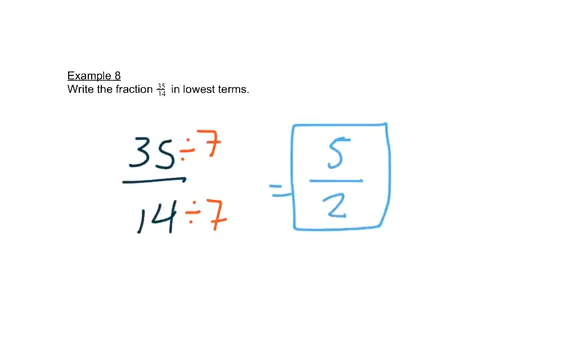 Example 8
Write the fraction 35/14 in lowest terms.
35 ÷ 7
14 ÷ 7
=
5
2